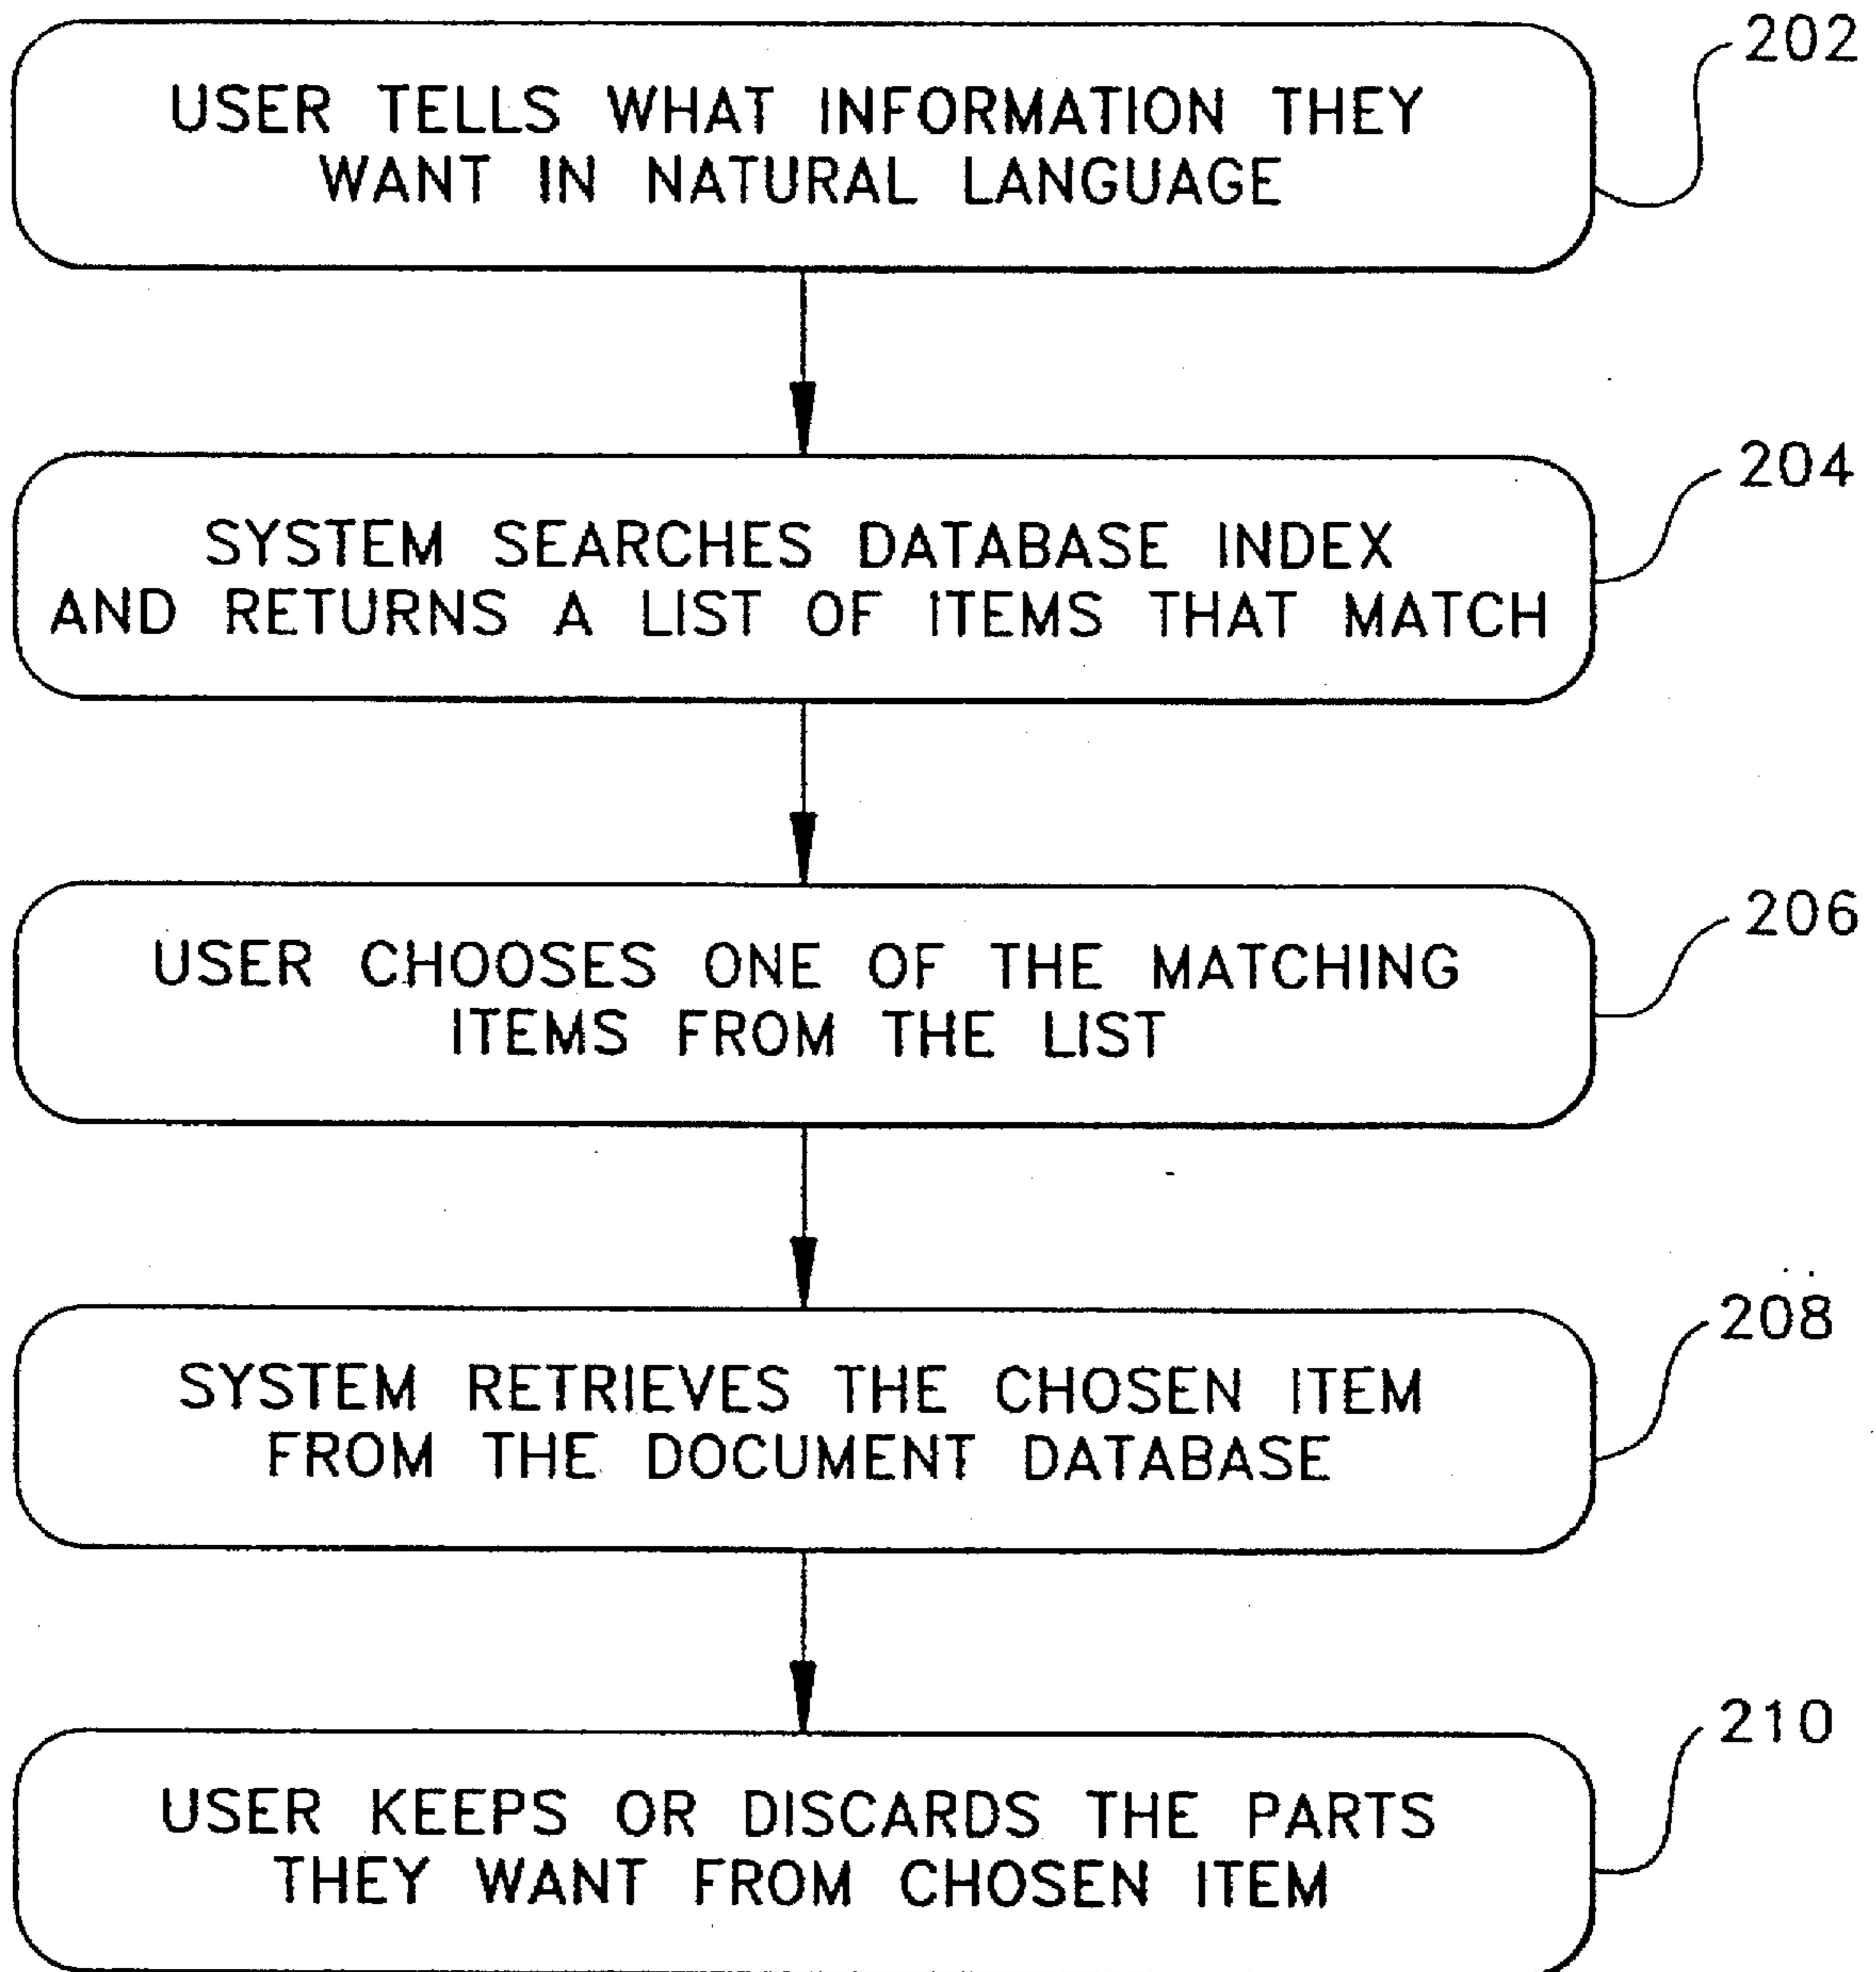 202
USER TELLS WHAT INFORMATION THEY
WANT IN NATURAL LANGUAGE
204
SYSTEM SEARCHES DATABASE INDEX
AND RETURNS A LIST OF ITEMS THAT MATCH
206
USER CHOOSES ONE OF THE MATCHING
ITEMS FROM THE LIST
208
SYSTEM RETRIEVES THE CHOSEN ITEM
FROM THE DOCUMENT DATABASE
210
USER KEEPS OR DISCARDS THE PARTS
THEY WANT FROM CHOSEN ITEM